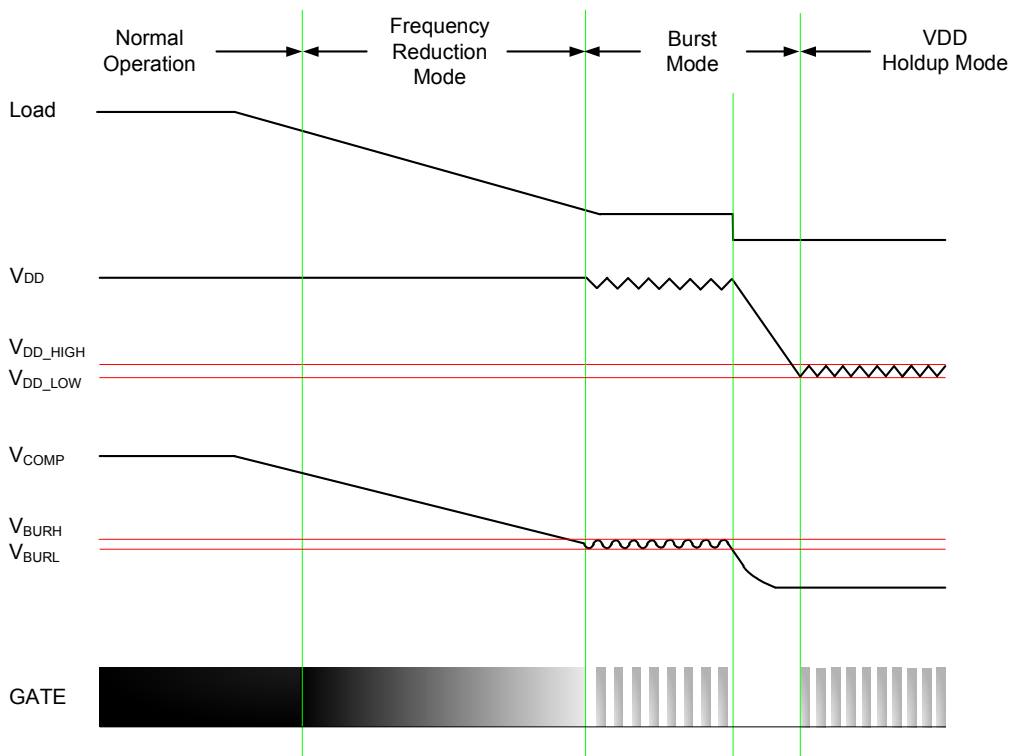 Normal
Operation
Frequency
Reduction
Mode
Burst
Mode
VDD
Holdup Mode
Load
VDD
VDD_HIGH
VDD_LOW
VCOMP
VBURH
VBURL
GATE